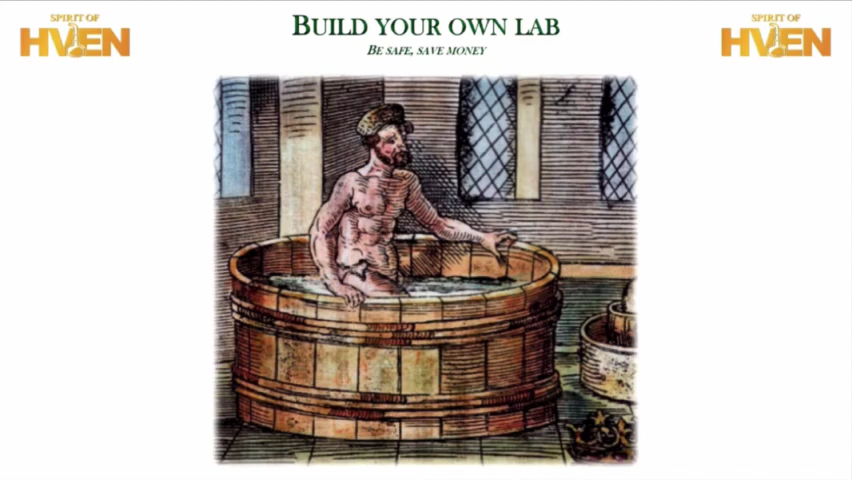 SPIRIT OF
HVEN
BUILD YOUR OWN LAB
BE SAFE, SAVE MONEY
SPIRIT OF
HVEN